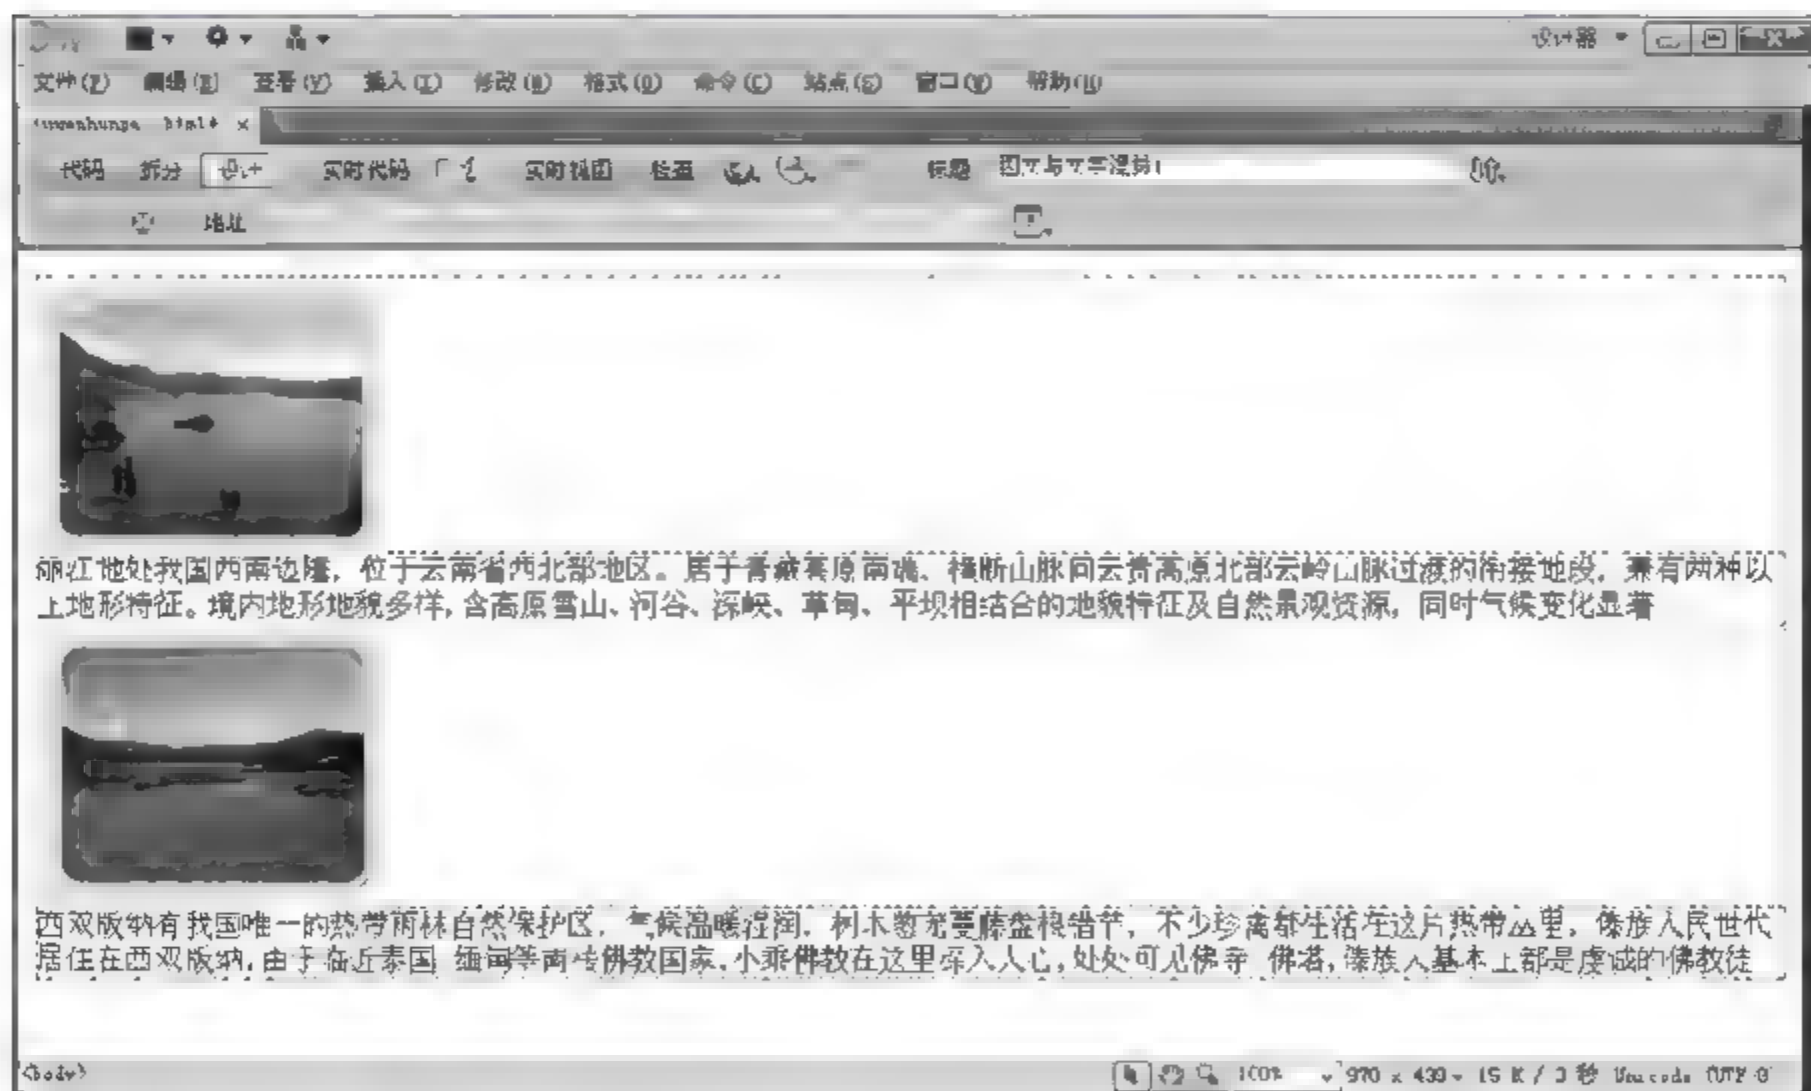 设计器
文件(F) 编辑(E) 查看(V) 插入(I) 修改(M) 格式(O) 命令(C) 站点(S) 窗口(W) 帮助(H)
代码 拆分 设计 实时代码 实时视图 检查 标题
地址
丽江地处我国西南边陲，位于云南省西北部地区。居于青藏高原南端、横断山脉向云贵高原北部云岭山脉过渡的衔接地段，兼有两种以
上地形特征。境内地形地貌多样，含高原雪山、河谷、深峡、草甸、平坝相结合的地貌特征及自然景观资源，同时气候变化显著
西双版纳有我国唯一的热带雨林自然保护区，气候温暖湿润，树木葱茏蔓藤盘根错节，不少珍禽都生活在这片热带丛里，傣族人民世代
居住在西双版纳，由于临近泰国 缅甸等南传佛教国家，小乘佛教在这里深入人心，处处可见佛寺 佛塔，傣族人基本上都是虔诚的佛教徒
<body> 100% 970 x 439 15 K / 3 秒 Unicode (UTF-8)